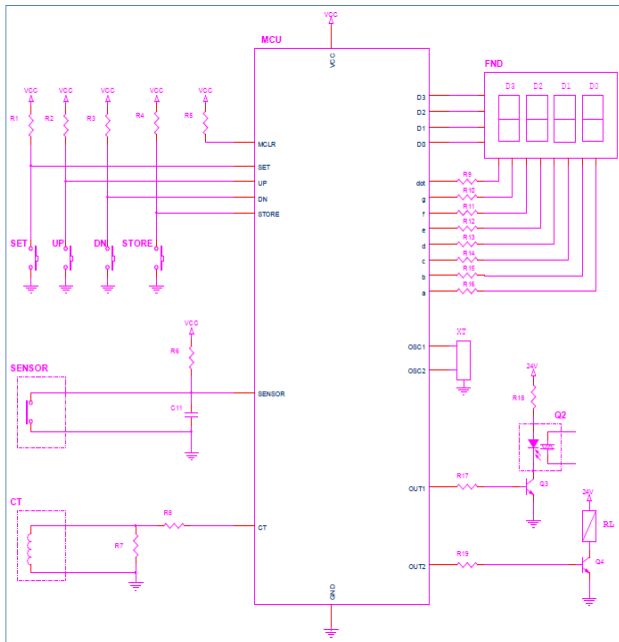 VCC
MCU
VCC
FND
D3 D2 D1 D0
VCC VCC VCC VCC VCC
R1 R2 R3 R4 R5
D3
D2
D1
D0
MCLR
SET
UP
DN
STORE
dot R9
g R10
f R11
e R12
d R13
c R14
b R15
a R16
SET UP DN STORE
VCC
R6
SENSOR
SENSOR
C11
OSC1
OSC2
X2
24V
R18
Q2
OUT1 R17
Q3
24V
CT
R8
CT
R7
RL
OUT2 R19
Q4
GND